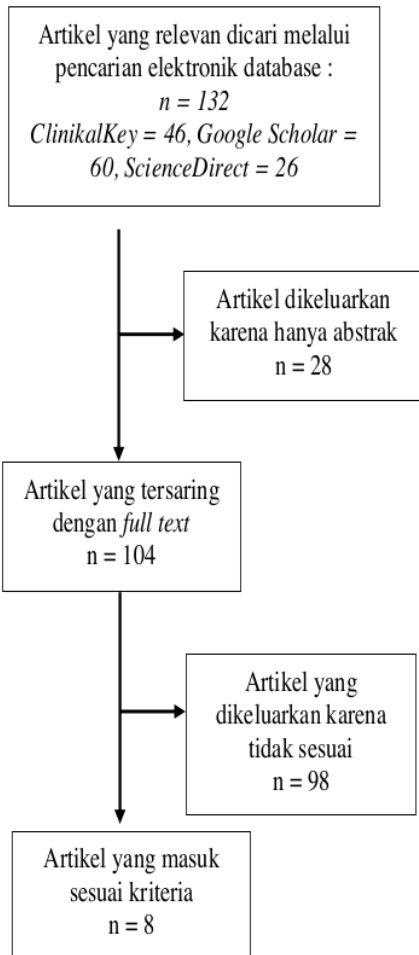 Artikel yang relevan dicari melalui
pencarian elektronik database :
n = 132
ClinikalKey = 46, Google Scholar =
60, ScienceDirect = 26
Artikel dikeluarkan
karena hanya abstrak
n = 28
Artikel yang tersaring
dengan full text
n = 104
Artikel yang
dikeluarkan karena
tidak sesuai
n = 98
Artikel yang masuk
sesuai kriteria
n = 8